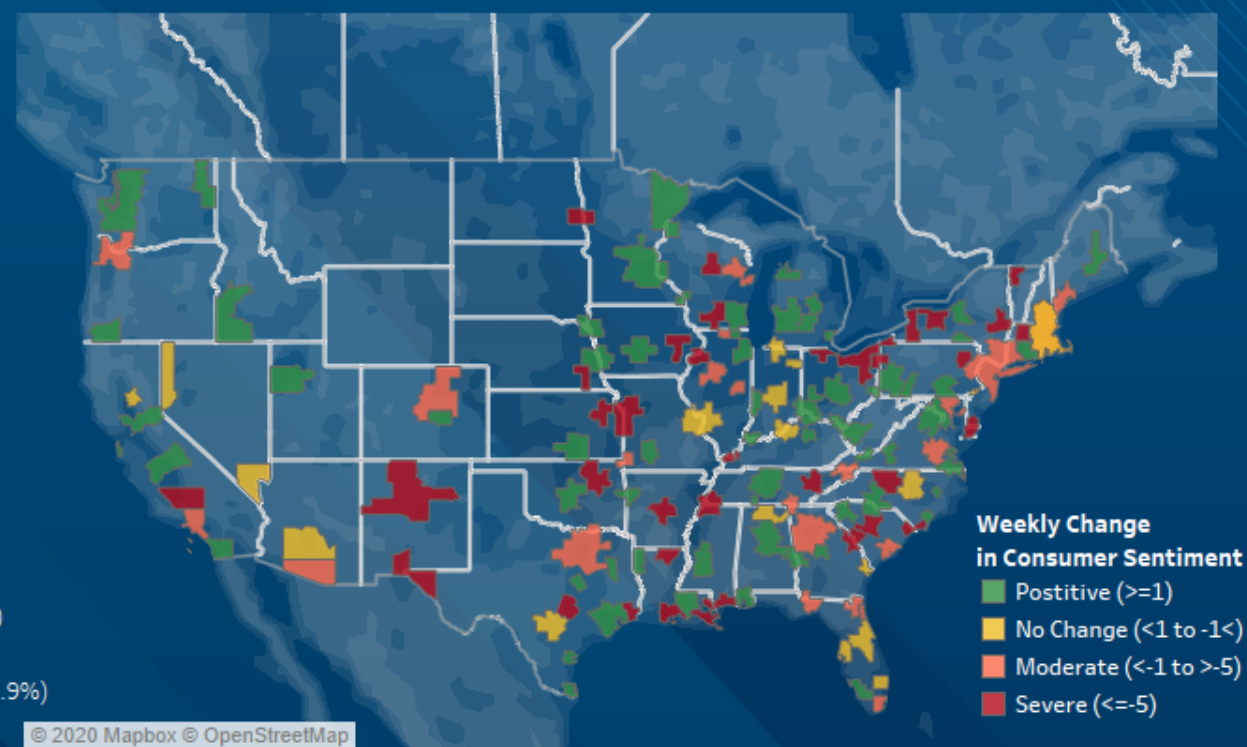 Weekly Change
in Consumer Sentiment
Postitive (>=1)
No Change (<1 to -1<)
Moderate (<-1 to >-5)
Severe (<=-5)
)
.9%)
© 2020 Mapbox © OpenStreetMap